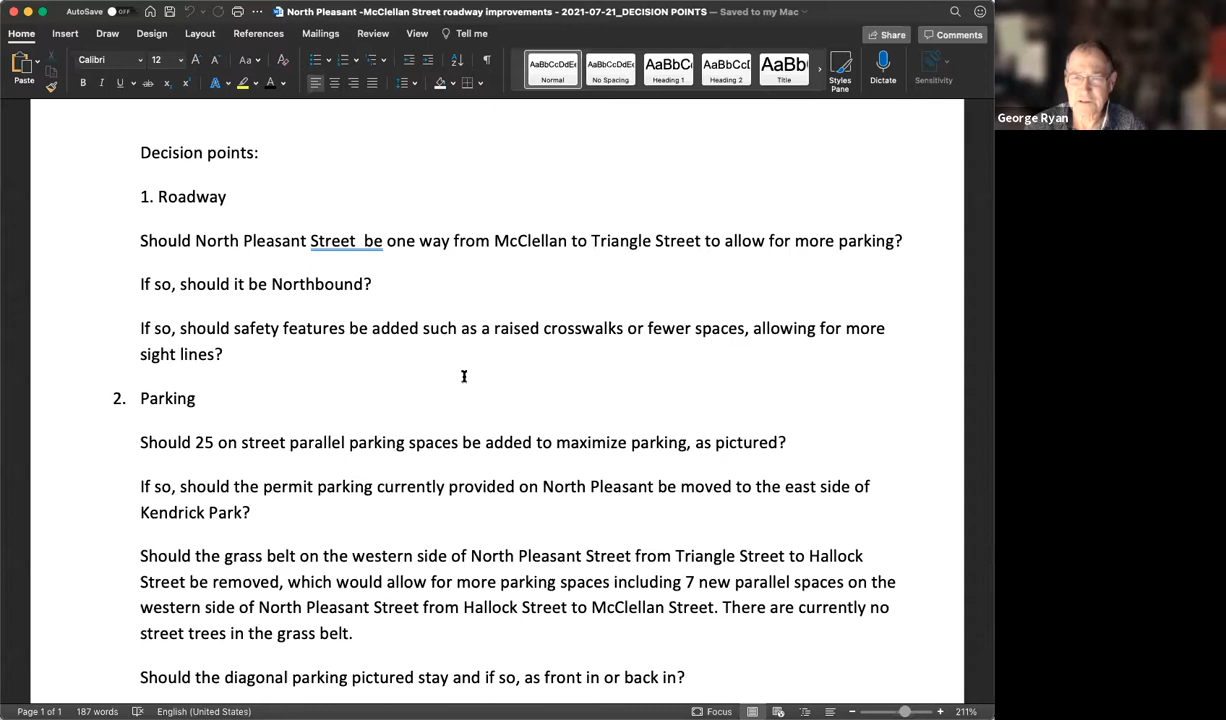 AutoSave OFF North Pleasant -McClellan Street roadway improvements - 2021-07-21_DECISION POINTS — Saved to my Mac
Home Insert Draw Design Layout References Mailings Review View Tell me Share Comments
Paste Calibri 12 AaBbCcDdEe Normal AaBbCcDdEe No Spacing AaBbC Heading 1 AaBbCcD Heading 2 AaBb Title Styles Pane Dictate Sensitivity
George Ryan
Decision points:
1. Roadway
Should North Pleasant Street  be one way from McClellan to Triangle Street to allow for more parking?
If so, should it be Northbound?
If so, should safety features be added such as a raised crosswalks or fewer spaces, allowing for more
sight lines?
2. Parking
Should 25 on street parallel parking spaces be added to maximize parking, as pictured?
If so, should the permit parking currently provided on North Pleasant be moved to the east side of
Kendrick Park?
Should the grass belt on the western side of North Pleasant Street from Triangle Street to Hallock
Street be removed, which would allow for more parking spaces including 7 new parallel spaces on the
western side of North Pleasant Street from Hallock Street to McClellan Street. There are currently no
street trees in the grass belt.
Should the diagonal parking pictured stay and if so, as front in or back in?
Page 1 of 1 187 words English (United States) Focus 211%